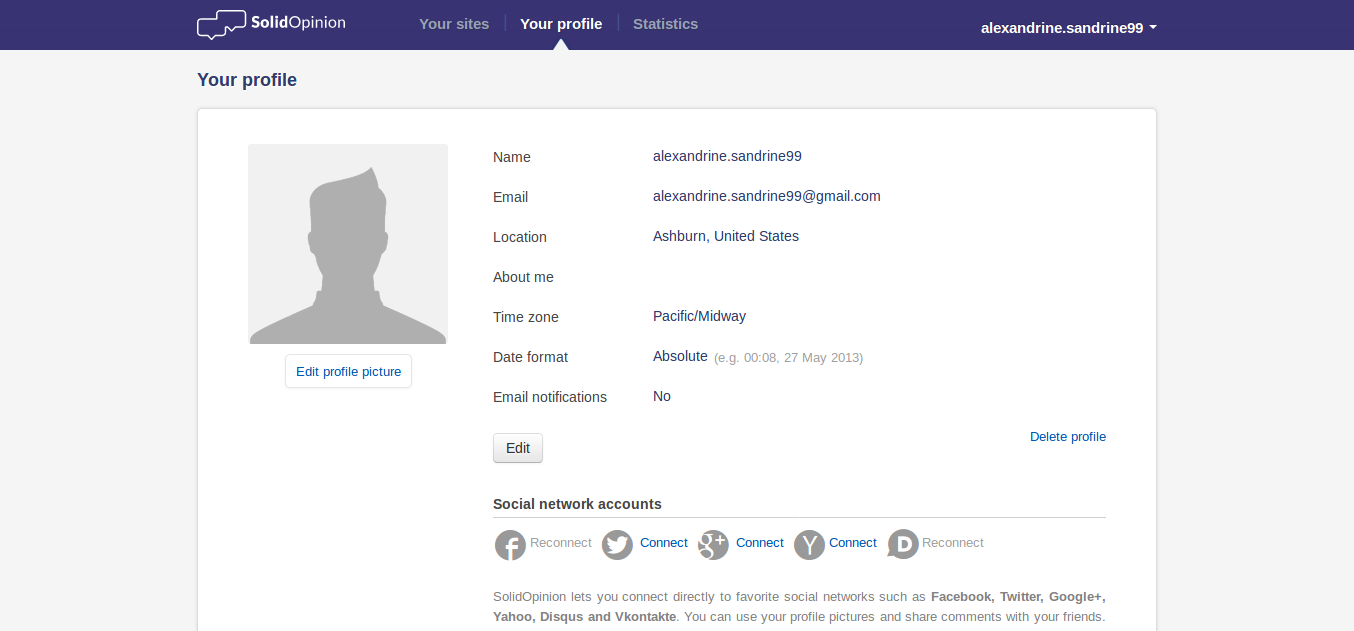 SolidOpinion Your sites Your profile Statistics alexandrine.sandrine99
Your profile
Name alexandrine.sandrine99
Email alexandrine.sandrine99@gmail.com
Location Ashburn, United States
About me
Time zone Pacific/Midway
Date format Absolute (e.g. 00:08, 27 May 2013)
Edit profile picture
Email notifications No
Delete profile
Edit
Social network accounts
f Reconnect Connect g+ Connect Y Connect D Reconnect
SolidOpinion lets you connect directly to favorite social networks such as Facebook, Twitter, Google+,
Yahoo, Disqus and Vkontakte. You can use your profile pictures and share comments with your friends.